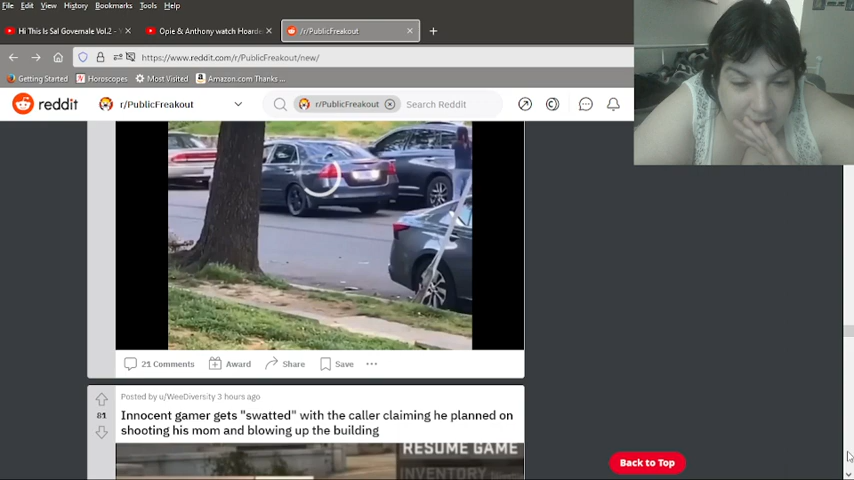 File Edit View History Bookmarks Tools Help
Hi This Is Sal Governale Vol.2 - Y
Opie & Anthony watch Hoarde
/r/PublicFreakout
https://www.reddit.com/r/PublicFreakout/new/
Getting Started Horoscopes Most Visited Amazon.com Thanks ...
reddit r/PublicFreakout r/PublicFreakout Search Reddit
21 Comments Award Share Save
Posted by u/WeeDiversity 3 hours ago
81
Innocent gamer gets "swatted" with the caller claiming he planned on
shooting his mom and blowing up the building
RESUME GAME
INVENTORY
Back to Top